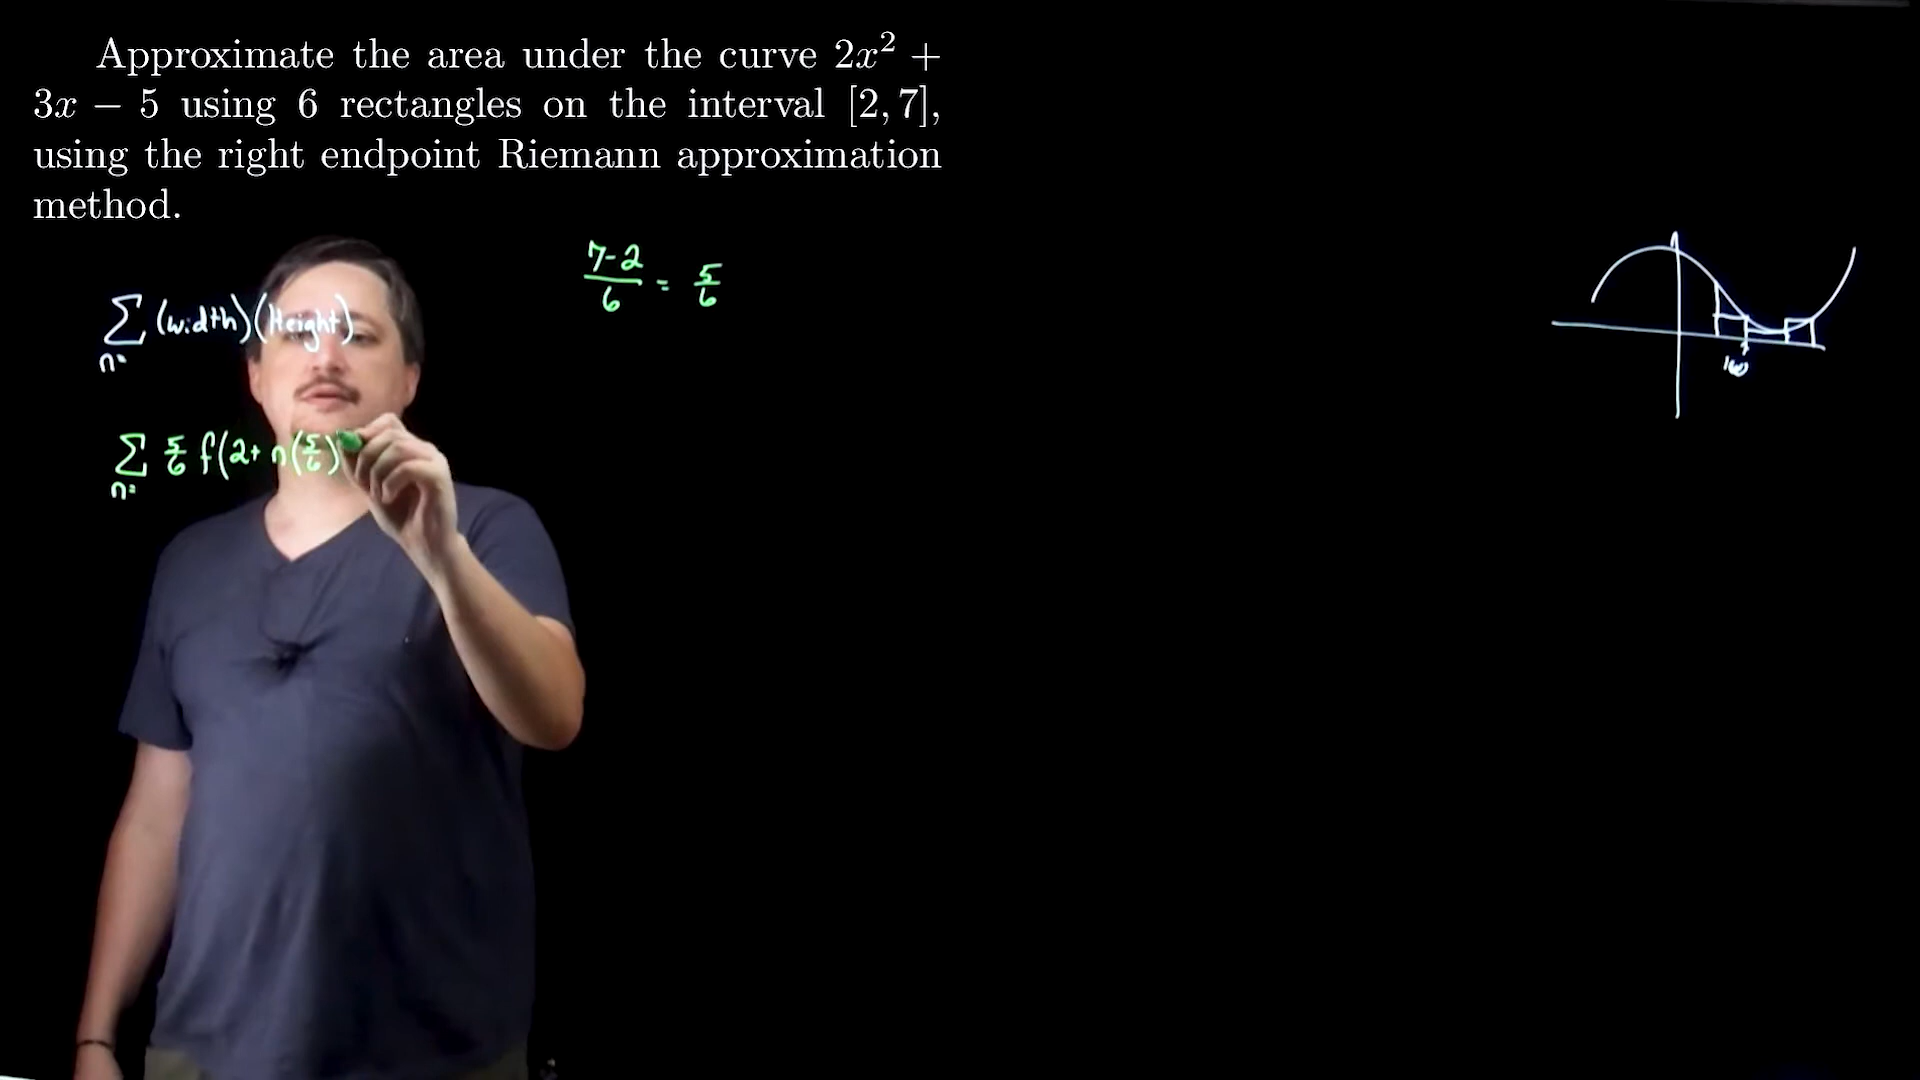 Approximate the area under the curve 2x² +
3x − 5 using 6 rectangles on the interval [2, 7],
using the right endpoint Riemann approximation
method.
7-2/6 = 5/6
∑ (width)(Height)
n=
∑ 5/6 f(2+ n(5/6)
n=